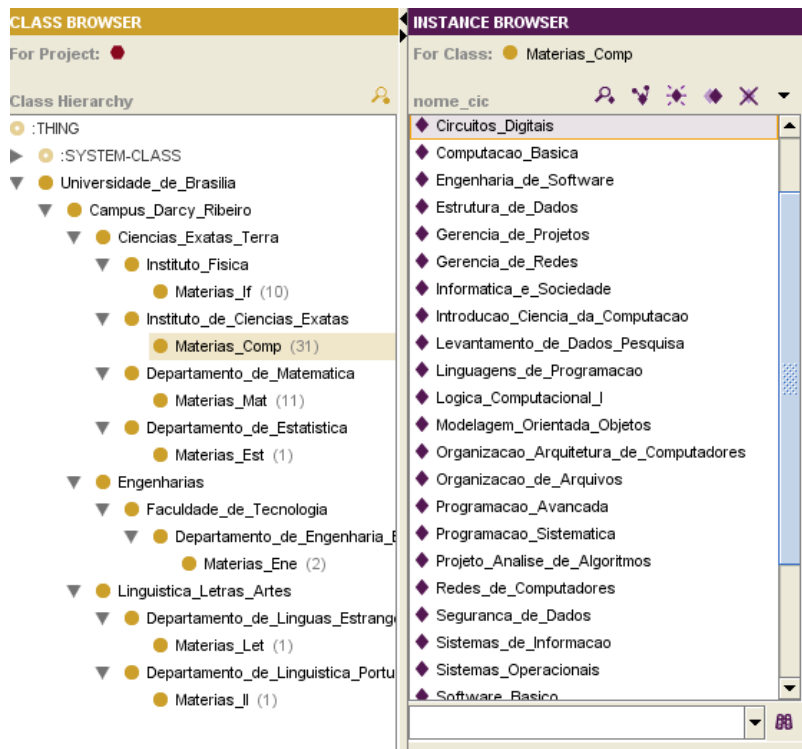 CLASS BROWSER
For Project:
Class Hierarchy
:THING
:SYSTEM-CLASS
Universidade_de_Brasilia
Campus_Darcy_Ribeiro
Ciencias_Exatas_Terra
Instituto_Fisica
Materias_If (10)
Instituto_de_Ciencias_Exatas
Materias_Comp (31)
Departamento_de_Matematica
Materias_Mat (11)
Departamento_de_Estatistica
Materias_Est (1)
Engenharias
Faculdade_de_Tecnologia
Departamento_de_Engenharia_E
Materias_Ene (2)
Linguistica_Letras_Artes
Departamento_de_Linguas_Estrang
Materias_Let (1)
Departamento_de_Linguistica_Portu
Materias_Il (1)
INSTANCE BROWSER
For Class: Materias_Comp
nome_cic
Circuitos_Digitais
Computacao_Basica
Engenharia_de_Software
Estrutura_de_Dados
Gerencia_de_Projetos
Gerencia_de_Redes
Informatica_e_Sociedade
Introducao_Ciencia_da_Computacao
Levantamento_de_Dados_Pesquisa
Linguagens_de_Programacao
Logica_Computacional_I
Modelagem_Orientada_Objetos
Organizacao_Arquitetura_de_Computadores
Organizacao_de_Arquivos
Programacao_Avancada
Programacao_Sistematica
Projeto_Analise_de_Algoritmos
Redes_de_Computadores
Seguranca_de_Dados
Sistemas_de_Informacao
Sistemas_Operacionais
Software_Basico